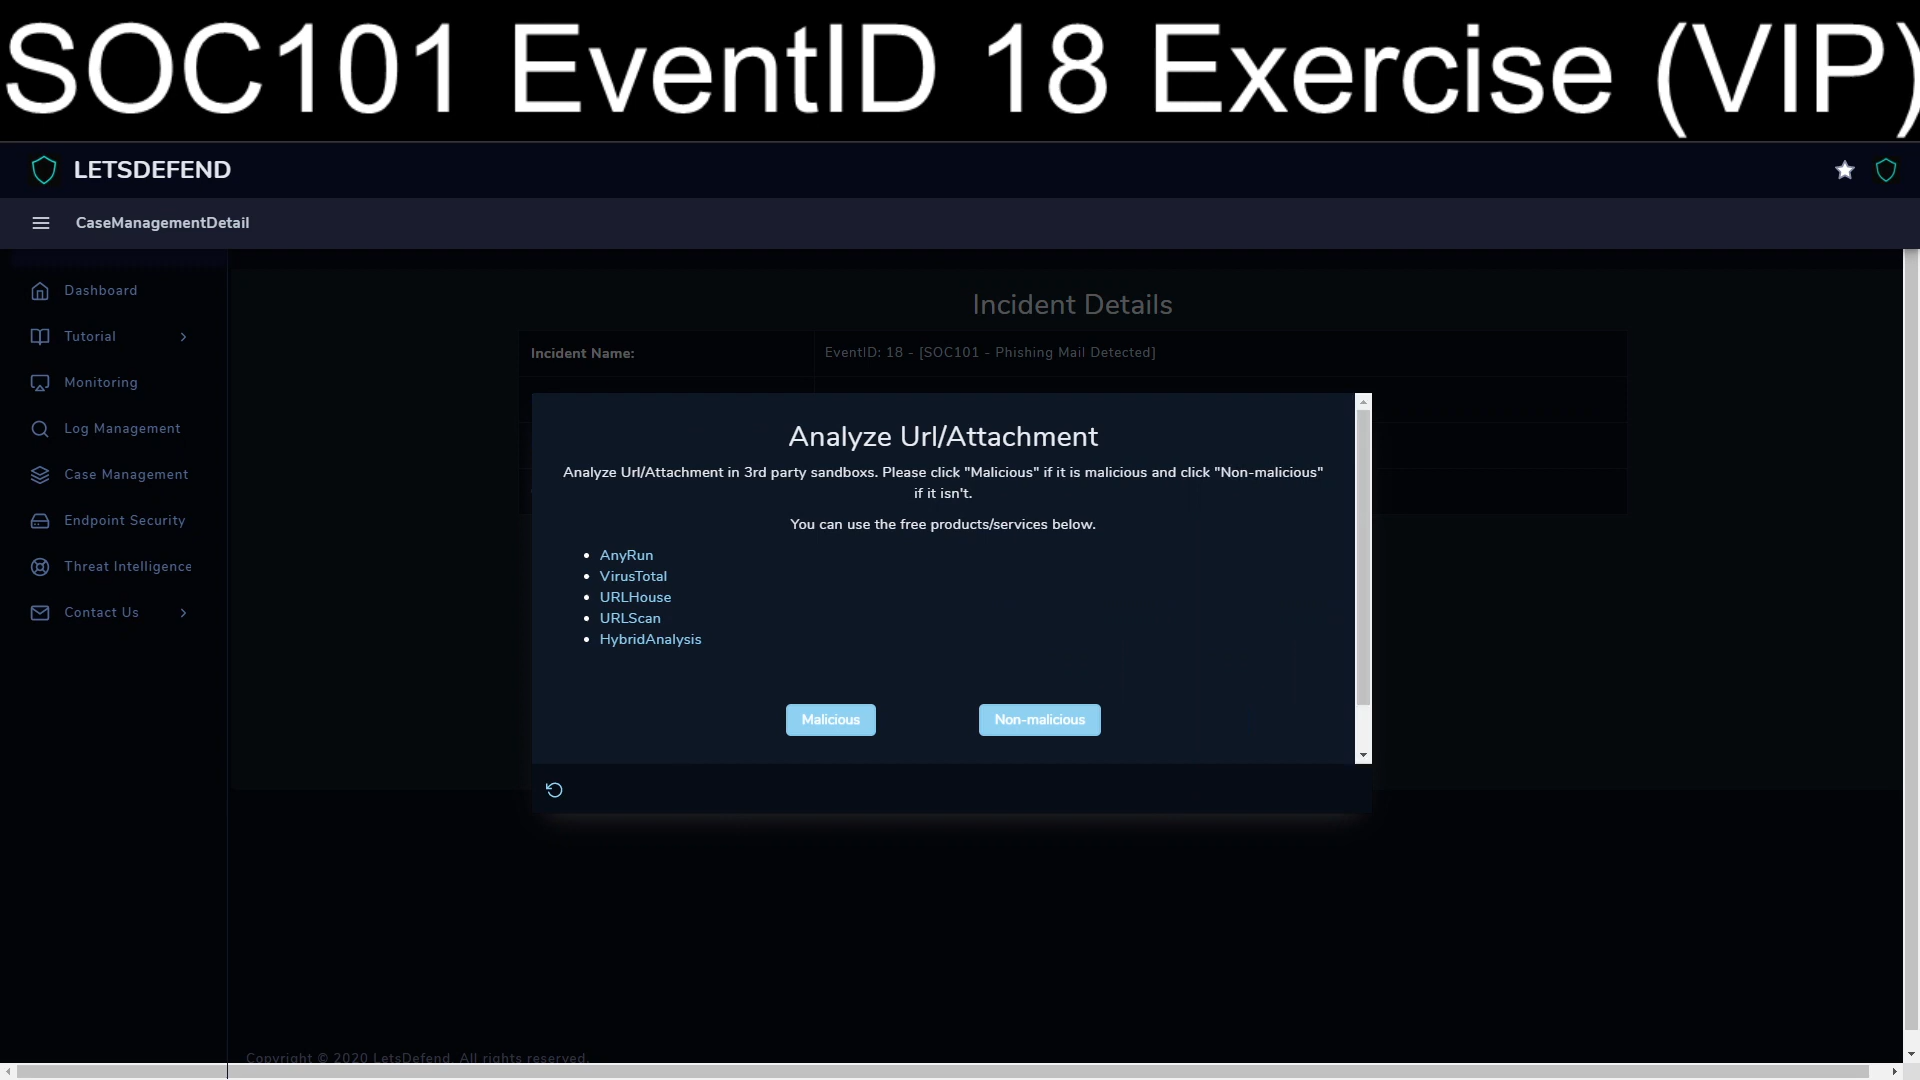 SOC101 EventID 18 Exercise (VIP)
LETSDEFEND
CaseManagementDetail
Dashboard
Tutorial
Monitoring
Log Management
Case Management
Endpoint Security
Threat Intelligence
Contact Us
Incident Details
Incident Name:
EventID: 18 - [SOC101 - Phishing Mail Detected]
Analyze Url/Attachment
Analyze Url/Attachment in 3rd party sandboxs. Please click "Malicious" if it is malicious and click "Non-malicious"
if it isn't.
You can use the free products/services below.
AnyRun
VirusTotal
URLHouse
URLScan
HybridAnalysis
Malicious
Non-malicious
Copyright © 2020 LetsDefend. All rights reserved.